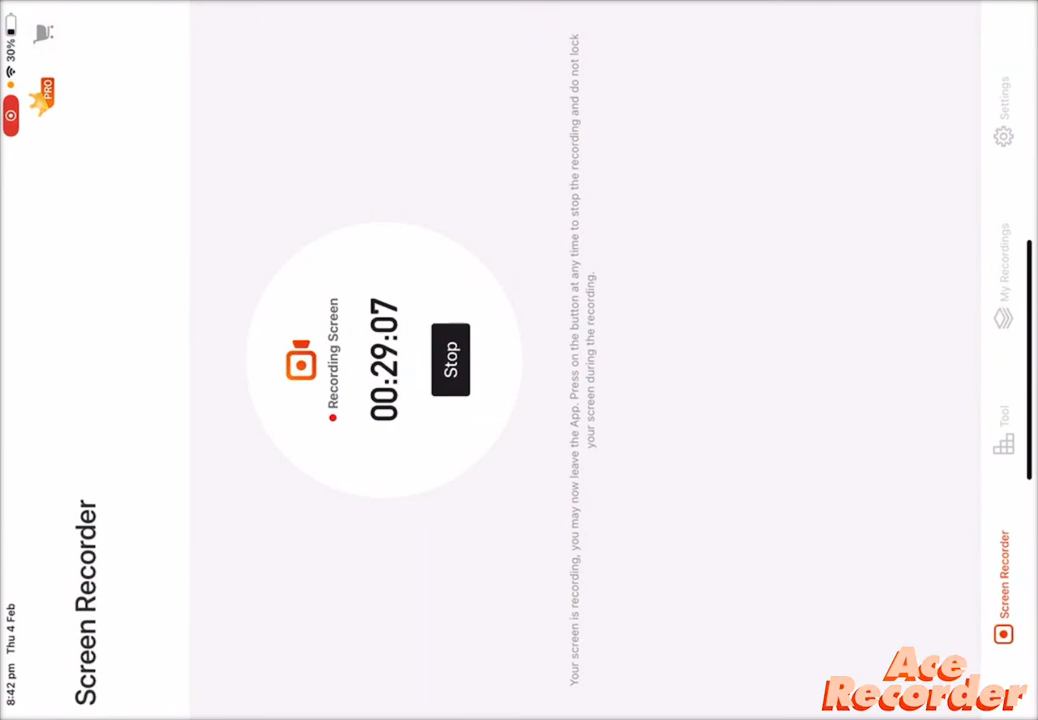 8:42 pm Thu 4 Feb
30%
PRO
Screen Recorder
Recording Screen
00:29:07
Stop
Your screen is recording, you may now leave the App. Press on the button at any time to stop the recording and do not lock
your screen during the recording.
Screen Recorder
Tool
My Recordings
Settings
Ace
Recorder